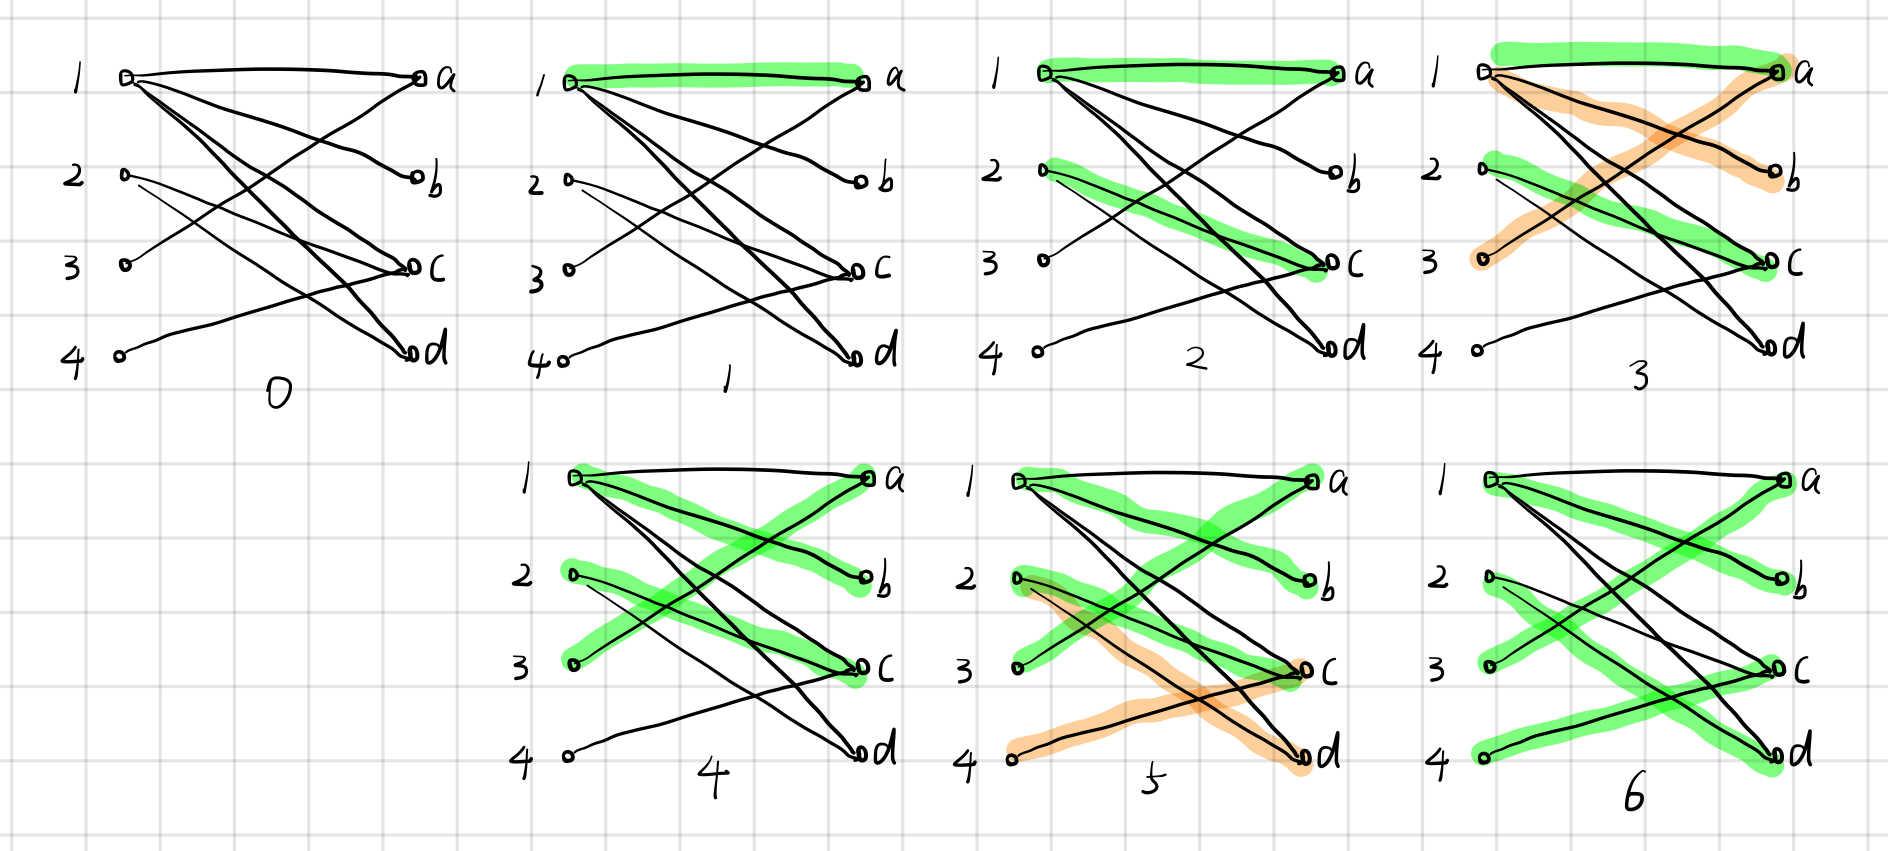 1 a 1 a 1 a 1 a
2 b 2 b 2 b 2 b
3 c 3 c 3 c 3 c
4 d 4 d 4 d 4 d
0 1 2 3
1 a 1 a 1 a
2 b 2 b 2 b
3 c 3 c 3 c
4 d 4 d 4 d
4 5 6